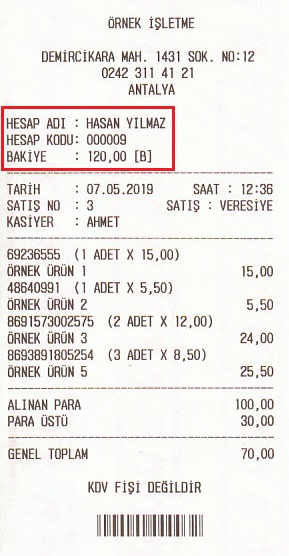 ÖRNEK İŞLETME
DEMİRCİKARA MAH. 1431 SOK. NO:12
0242 311 41 21
ANTALYA
HESAP ADI : HASAN YILMAZ
HESAP KODU: 000009
BAKİYE : 120,00 [B]
TARİH : 07.05.2019 SAAT : 12:36
SATIŞ NO : 3 SATIŞ : VERESİYE
KASİYER : AHMET
69236555 (1 ADET X 15,00)
ÖRNEK ÜRÜN 1 15,00
48640991 (1 ADET X 5,50)
ÖRNEK ÜRÜN 2 5,50
8691573002575 (2 ADET X 12,00)
ÖRNEK ÜRÜN 3 24,00
8693891805254 (3 ADET X 8,50)
ÖRNEK ÜRÜN 5 25,50
ALINAN PARA 100,00
PARA ÜSTÜ 30,00
GENEL TOPLAM 70,00
KDV FİŞİ DEĞİLDİR